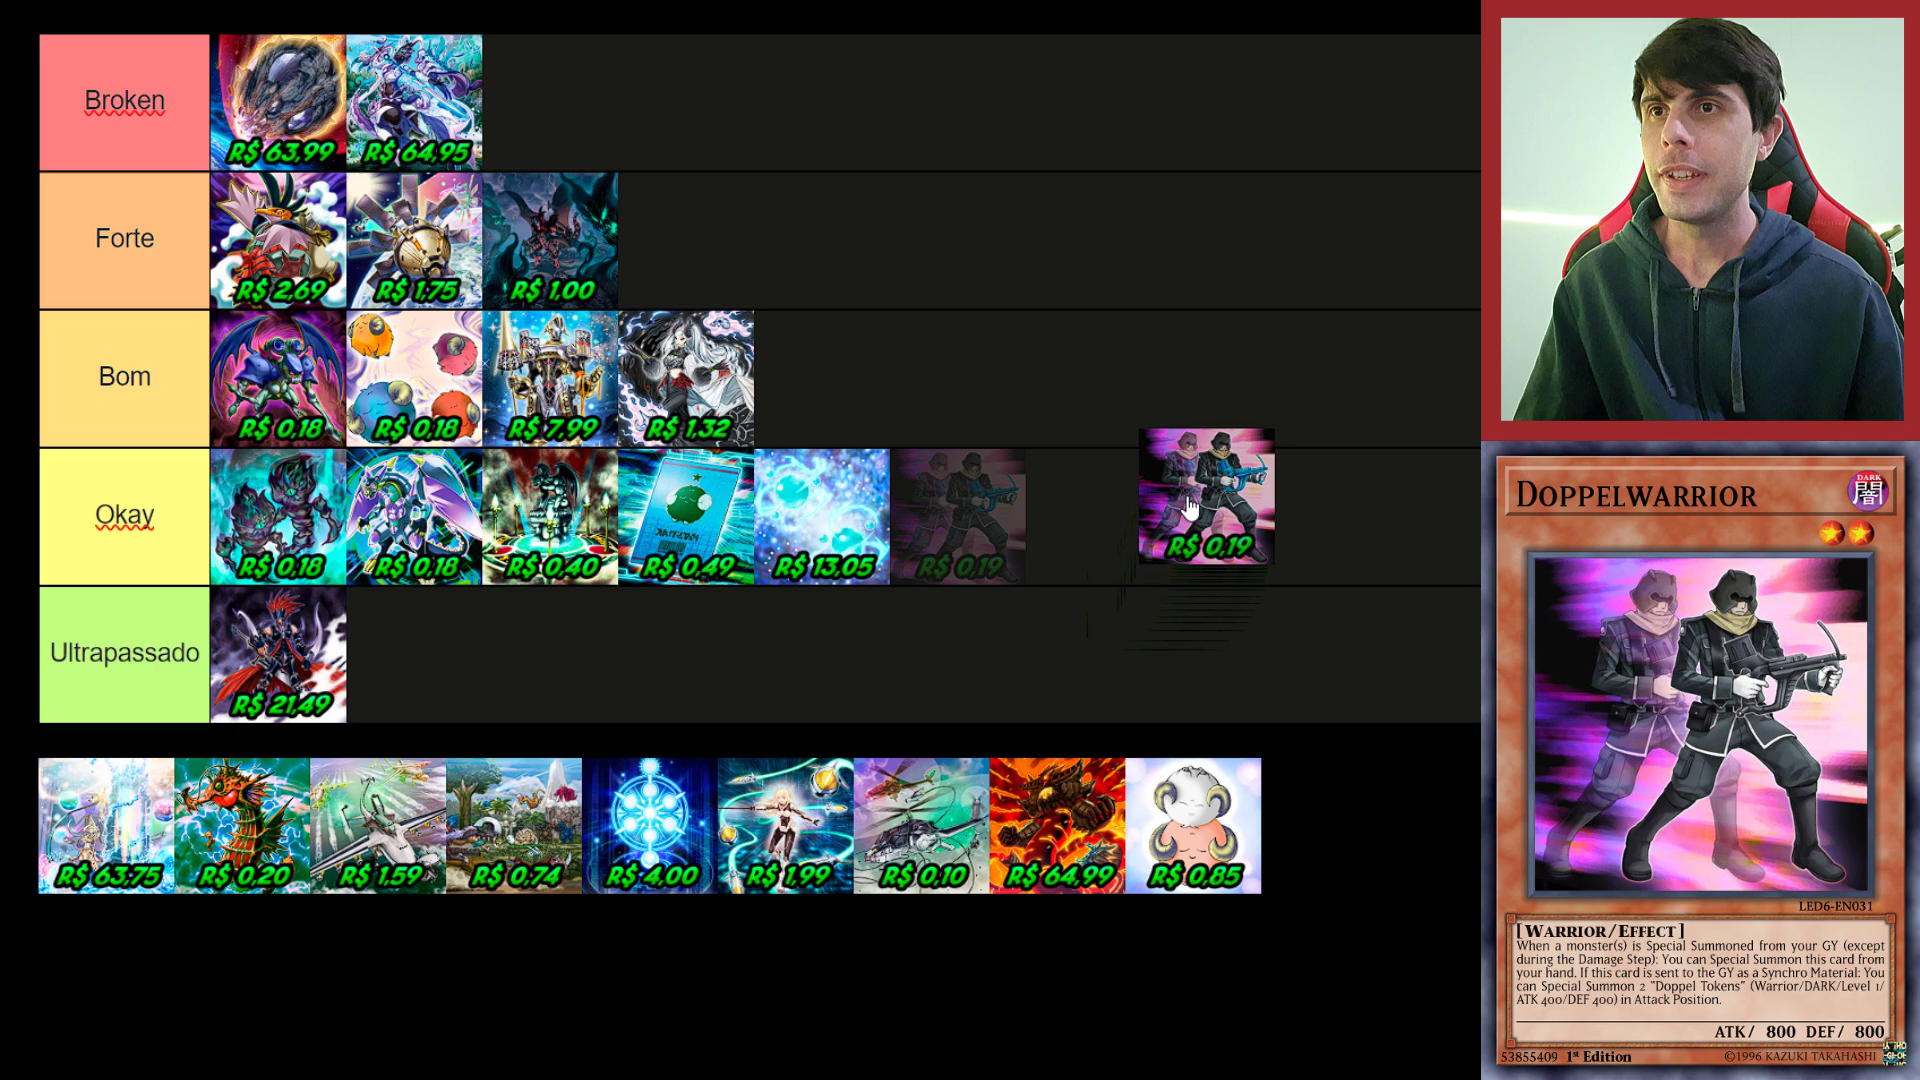 Broken
R$ 63,99
R$ 64,95
Forte
R$ 2,69
R$ 1,75
R$ 1,00
Bom
R$ 0,18
R$ 0,18
R$ 7,99
R$ 1,32
Okay
R$ 0,18
R$ 0,18
R$ 0,40
R$ 0,49
R$ 13,05
R$ 0,19
R$ 0,19
Ultrapassado
R$ 21,49
R$ 63,75
R$ 0,20
R$ 1,59
R$ 0,74
R$ 4,00
R$ 1,99
R$ 0,10
R$ 64,99
R$ 0,85
DOPPELWARRIOR
DARK
闇
LED6-EN031
[WARRIOR/EFFECT]
When a monster(s) is Special Summoned from your GY (except
during the Damage Step): You can Special Summon this card from
your hand. If this card is sent to the GY as a Synchro Material: You
can Special Summon 2 "Doppel Tokens" (Warrior/DARK/Level 1/
ATK 400/DEF 400) in Attack Position.
ATK/ 800 DEF/ 800
53855409 1st Edition
©1996 KAZUKI TAKAHASHI